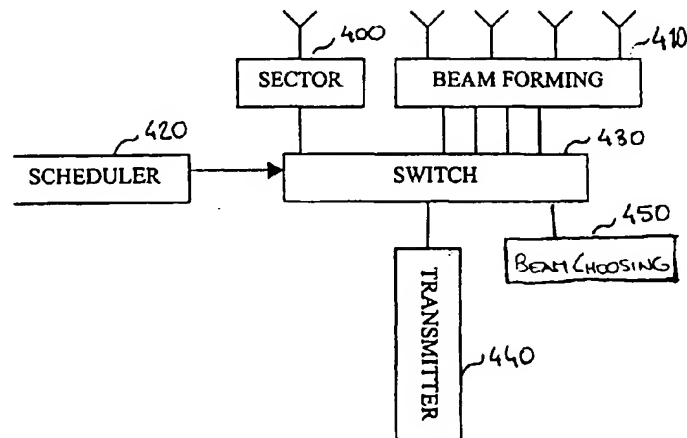 400
410
SECTOR
BEAM FORMING
420
430
SCHEDULER
SWITCH
450
BEAM CHOOSING
TRANSMITTER
440